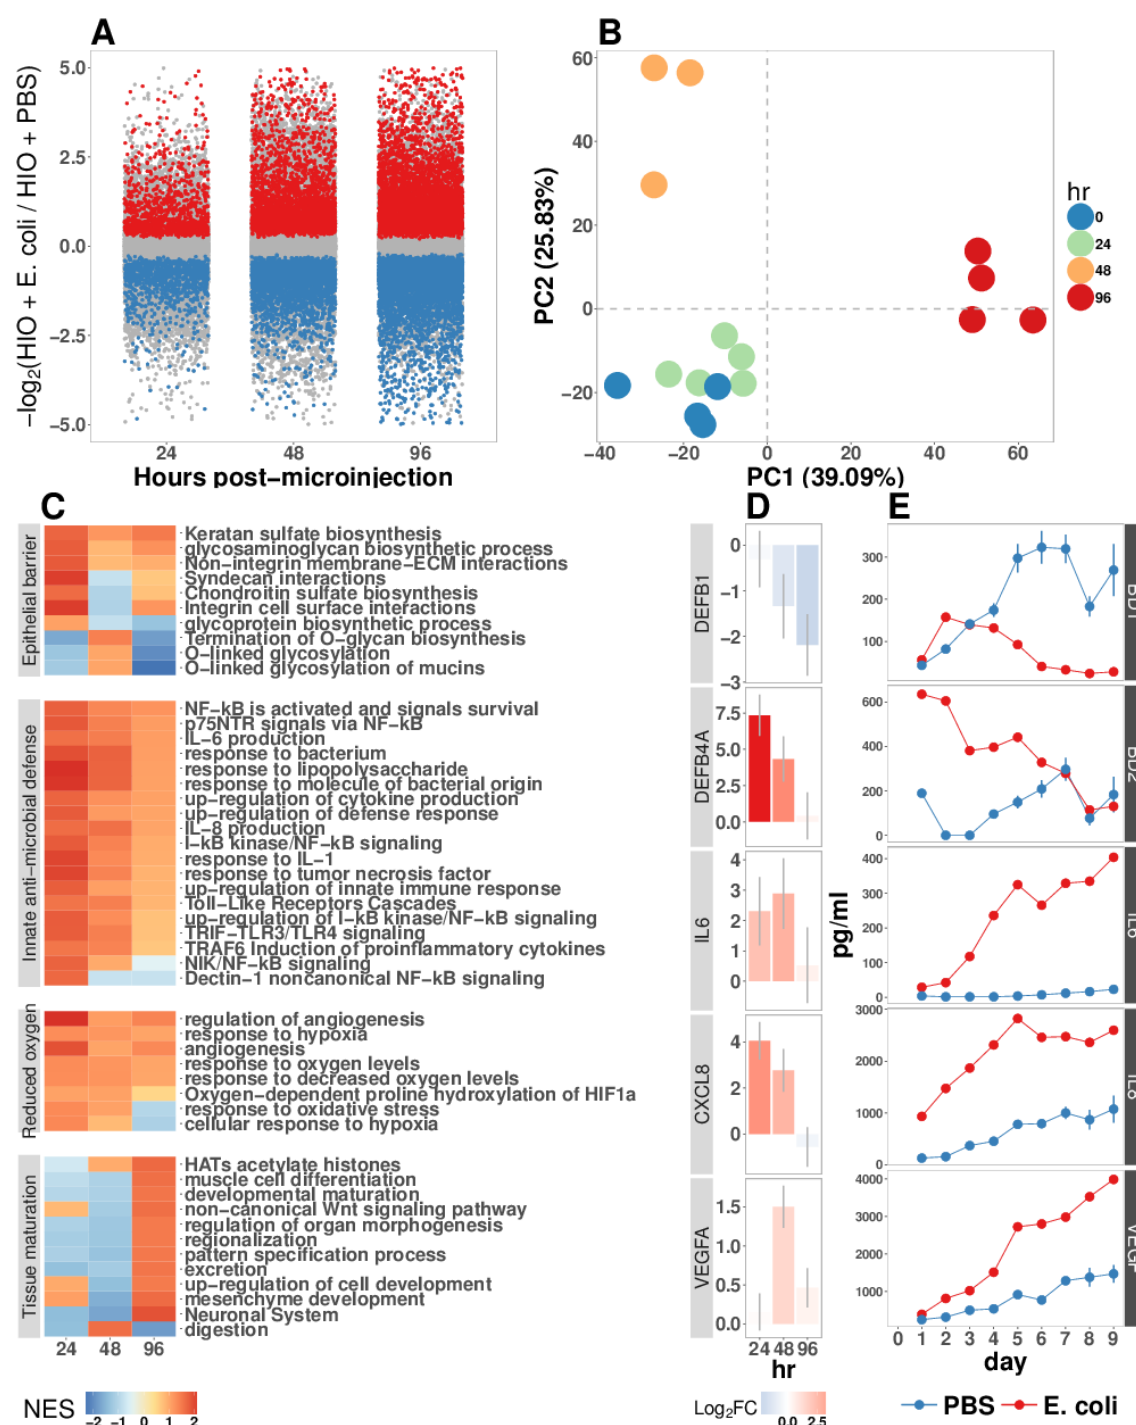 A
−log2(HIO + E. coli / HIO + PBS)
5.0
2.5
0.0
−2.5
−5.0
24 48 96
Hours post−microinjection
B
PC2 (25.83%)
60
40
20
0
−20
−40 −20 0 20 40 60
PC1 (39.09%)
hr
0
24
48
96
C
Epithelial barrier
Keratan sulfate biosynthesis
glycosaminoglycan biosynthetic process
Non−integrin membrane−ECM interactions
Syndecan interactions
Chondroitin sulfate biosynthesis
Integrin cell surface interactions
glycoprotein biosynthetic process
Termination of O−glycan biosynthesis
O−linked glycosylation
O−linked glycosylation of mucins
Innate anti−microbial defense
NF−kB is activated and signals survival
p75NTR signals via NF−kB
IL−6 production
response to bacterium
response to lipopolysaccharide
response to molecule of bacterial origin
up−regulation of cytokine production
up−regulation of defense response
IL−8 production
I−kB kinase/NF−kB signaling
response to IL−1
response to tumor necrosis factor
up−regulation of innate immune response
Toll−Like Receptors Cascades
up−regulation of I−kB kinase/NF−kB signaling
TRIF−TLR3/TLR4 signaling
TRAF6 Induction of proinflammatory cytokines
NIK/NF−kB signaling
Dectin−1 noncanonical NF−kB signaling
Reduced oxygen
regulation of angiogenesis
response to hypoxia
angiogenesis
response to oxygen levels
response to decreased oxygen levels
Oxygen−dependent proline hydroxylation of HIF1a
response to oxidative stress
cellular response to hypoxia
Tissue maturation
HATs acetylate histones
muscle cell differentiation
developmental maturation
non−canonical Wnt signaling pathway
regulation of organ morphogenesis
regionalization
pattern specification process
excretion
up−regulation of cell development
mesenchyme development
Neuronal System
digestion
24 48 96
NES
−2 −1 0 1 2
D
DEFB1
0
−1
−2
−3
DEFB4A
7.5
5.0
2.5
0.0
IL6
4
3
2
1
0
CXCL8
4
2
0
VEGFA
1.5
1.0
0.5
0.0
24 48 96
hr
Log2FC
0.0 2.5
E
pg/ml
300
200
100
BD1
600
400
200
0
BD2
400
300
200
100
0
IL6
3000
2000
1000
0
IL8
4000
3000
2000
1000
VEGF
0 1 2 3 4 5 6 7 8 9
day
PBS E. coli